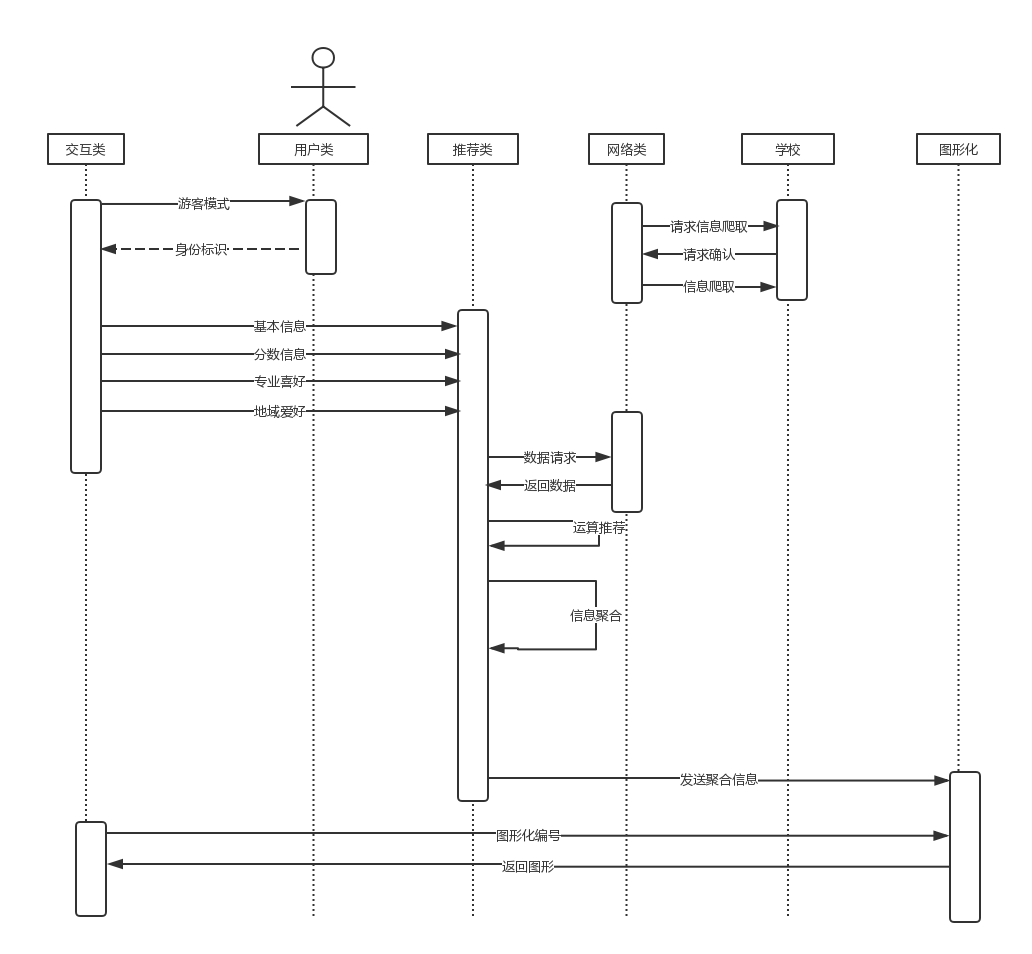 交互类
用户类
推荐类
网络类
学校
图形化
游客模式
请求信息爬取
身份标识
请求确认
信息爬取
基本信息
分数信息
专业喜好
地域爱好
数据请求
返回数据
运算推荐
信息聚合
发送聚合信息
图形化编号
返回图形